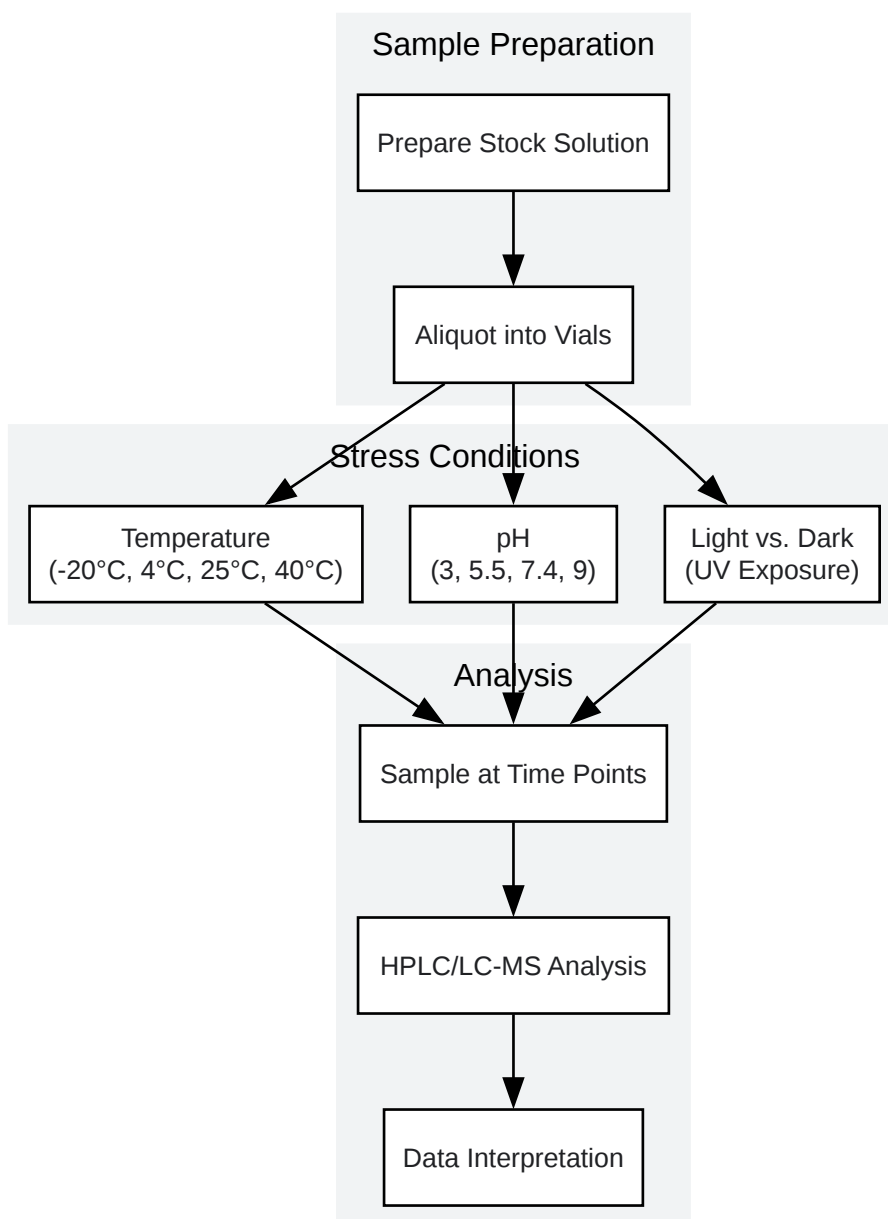 Sample Preparation
Prepare Stock Solution
Aliquot into Vials
Stress Conditions
Temperature
(-20°C, 4°C, 25°C, 40°C)
pH
(3, 5.5, 7.4, 9)
Light vs. Dark
(UV Exposure)
Analysis
Sample at Time Points
HPLC/LC-MS Analysis
Data Interpretation